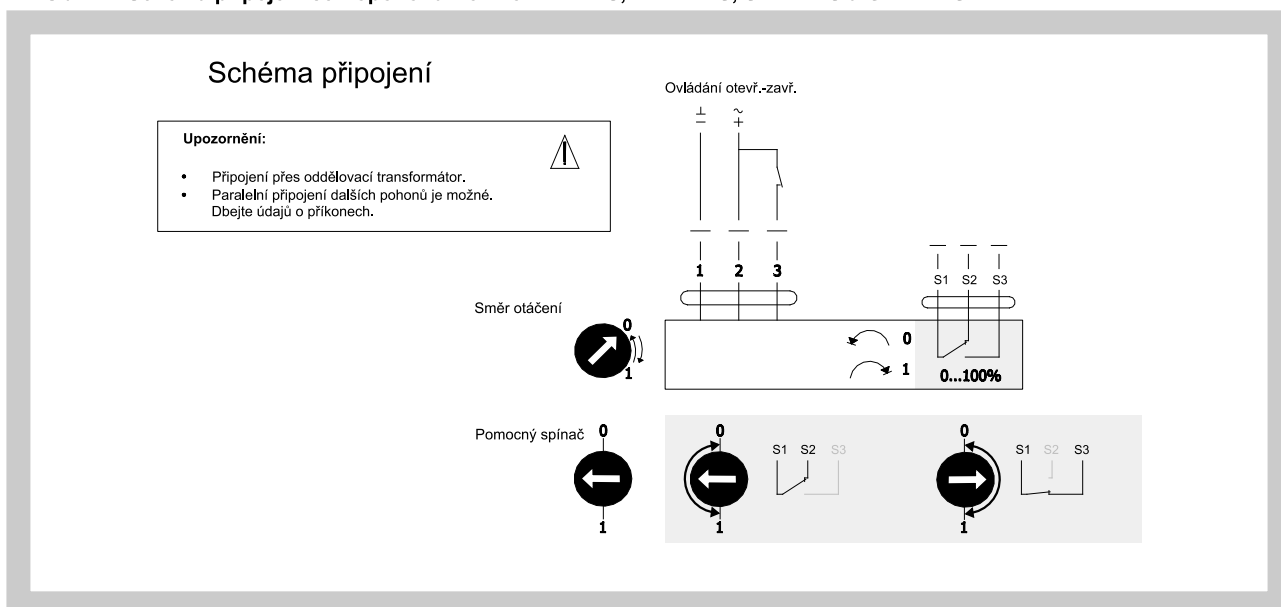 Schéma připojení
Upozornění:
• Připojení přes oddělovací transformátor.
• Paralelní připojení dalších pohonů je možné.
Dbejte údajů o příkonech.
Ovládání otevř.-zavř.
⊥ ~
– +
1 2 3
S1 S2 S3
Směr otáčení
0
1
0
1
0...100%
Pomocný spínač
0
1
0
1
S1 S2 S3
0
1
S1 S2 S3